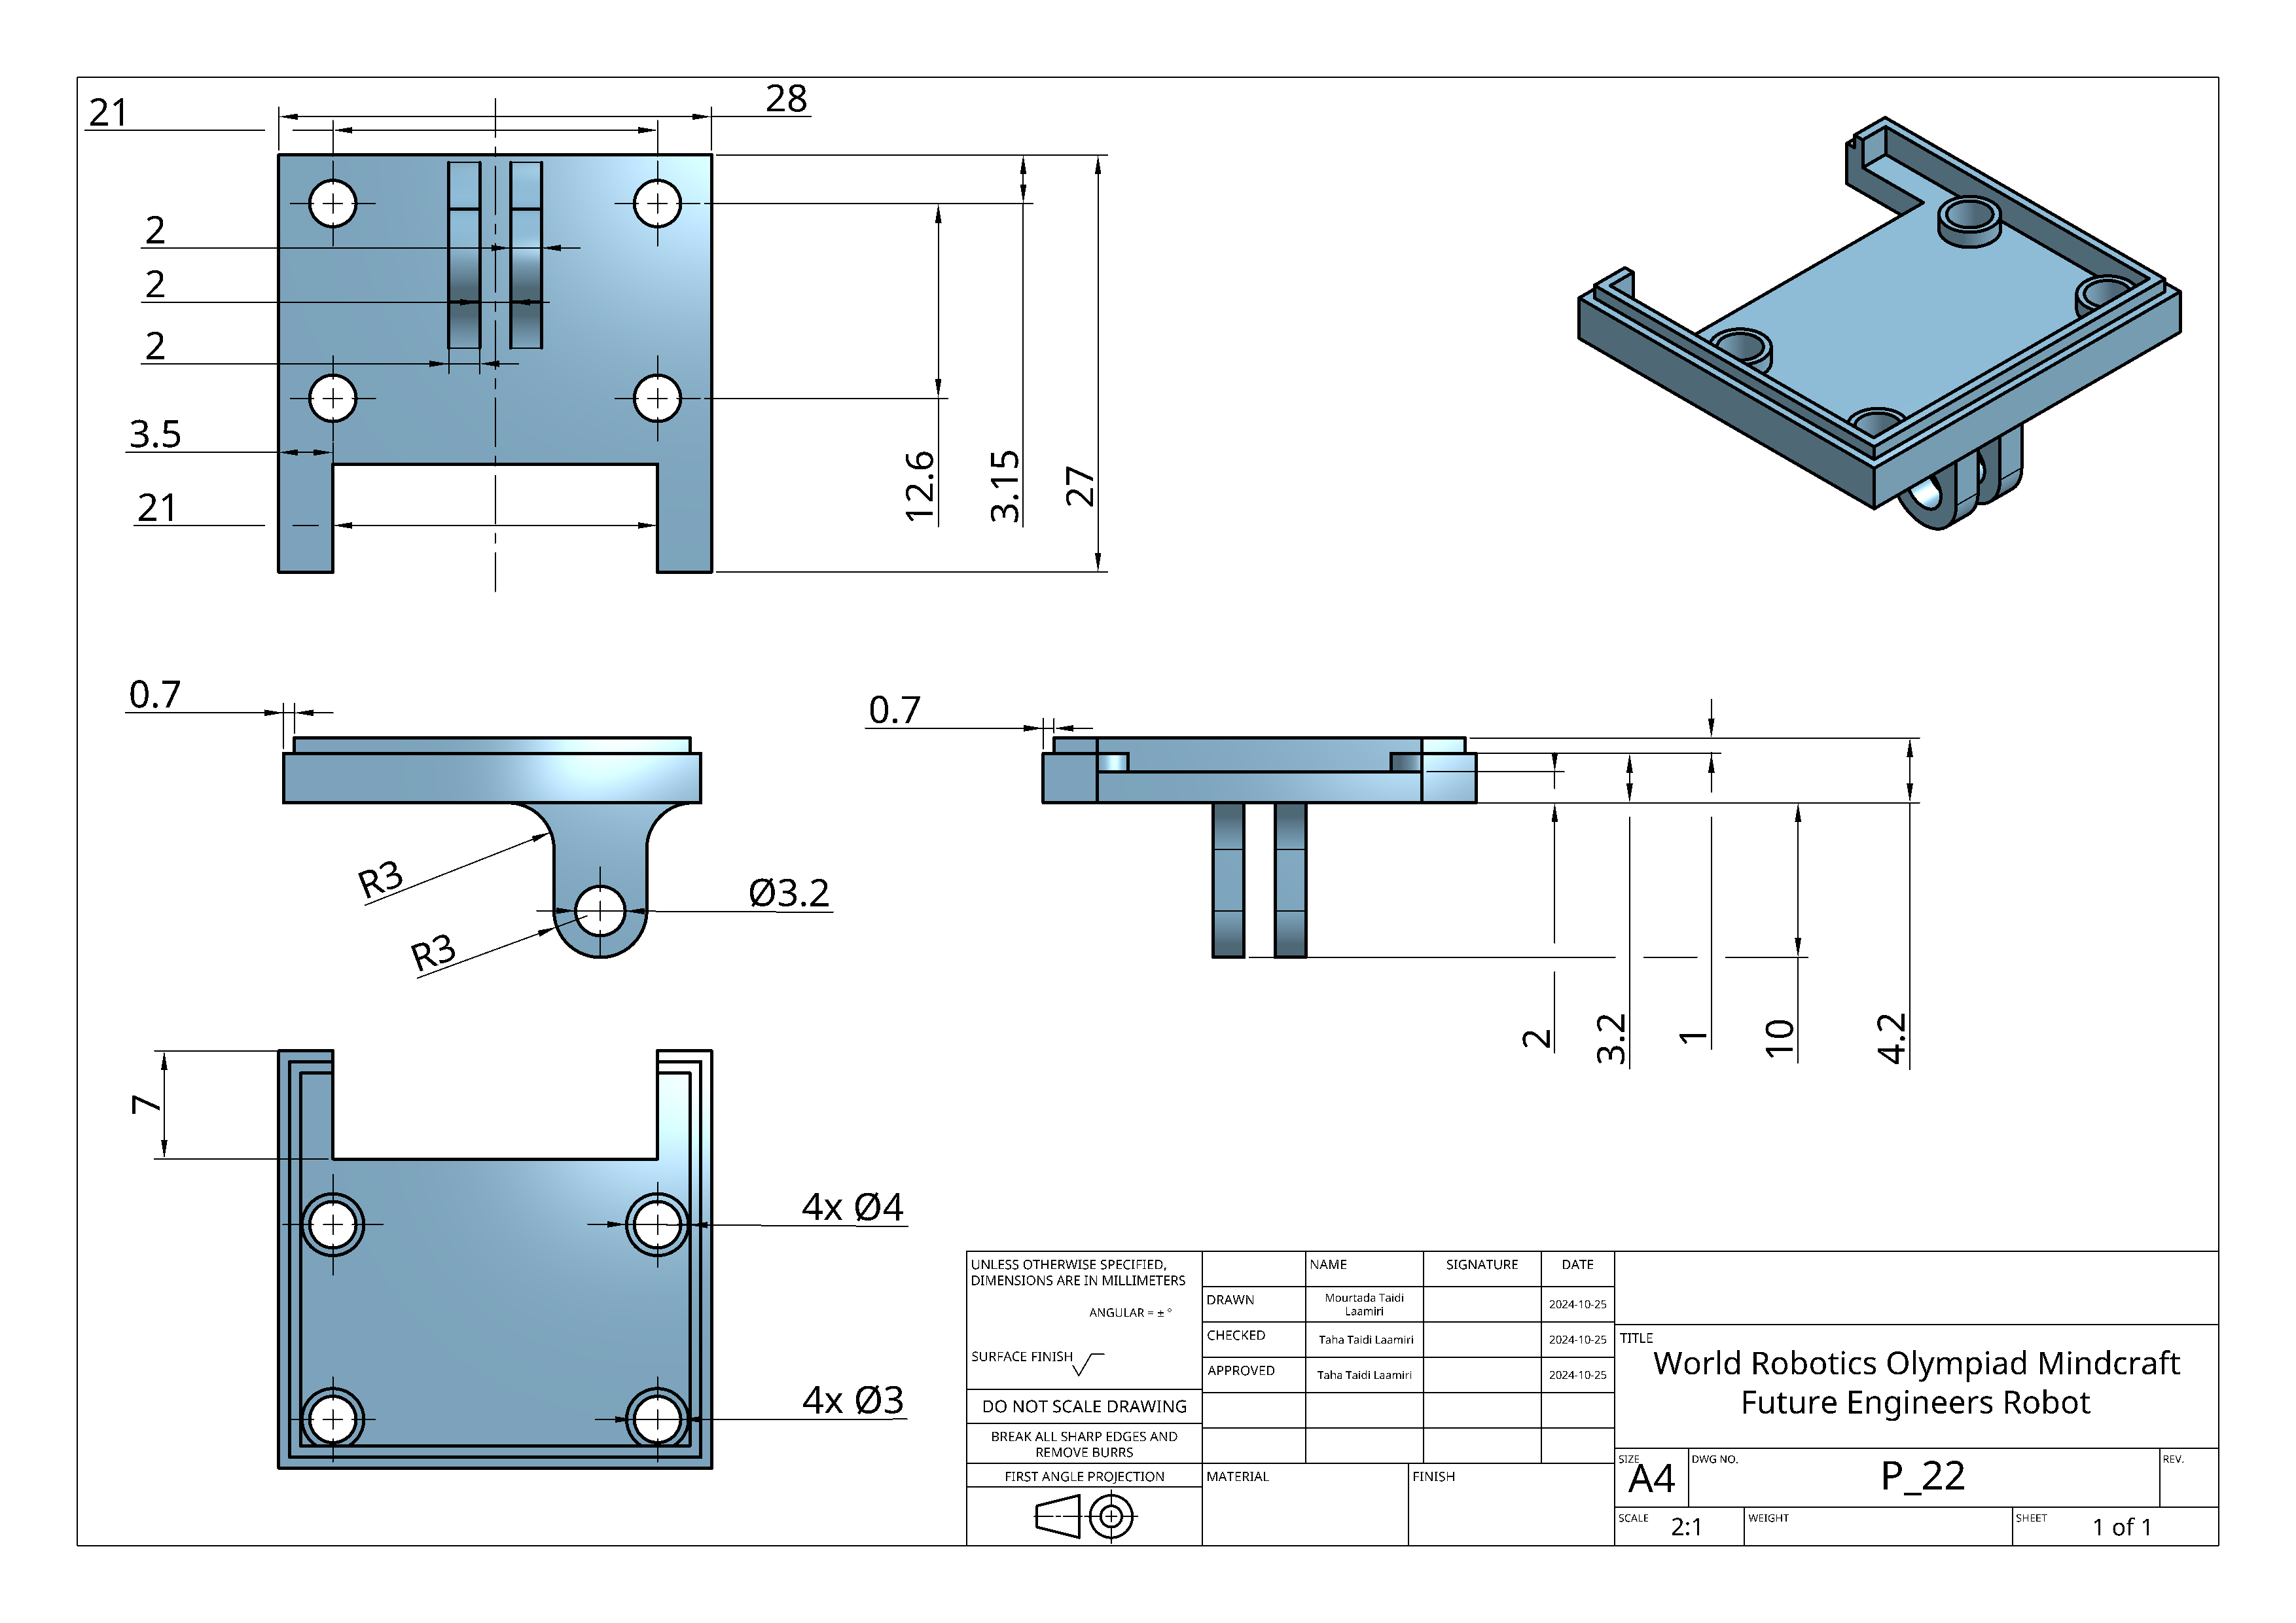 21
28
2
2
2
3.5
21
12.6
3.15
27
0.7
0.7
R3
R3
Ø3.2
2
3.2
1
10
4.2
7
4x Ø4
4x Ø3
UNLESS OTHERWISE SPECIFIED,
DIMENSIONS ARE IN MILLIMETERS
ANGULAR = ± °
SURFACE FINISH
DO NOT SCALE DRAWING
BREAK ALL SHARP EDGES AND
REMOVE BURRS
FIRST ANGLE PROJECTION
NAME SIGNATURE DATE
DRAWN Mourtada Taidi
Laamiri 2024-10-25
CHECKED Taha Taidi Laamiri 2024-10-25
APPROVED Taha Taidi Laamiri 2024-10-25
MATERIAL FINISH
TITLE
World Robotics Olympiad Mindcraft
Future Engineers Robot
SIZE
A4
DWG NO.
P_22
REV.
SCALE 2:1
WEIGHT
SHEET 1 of 1